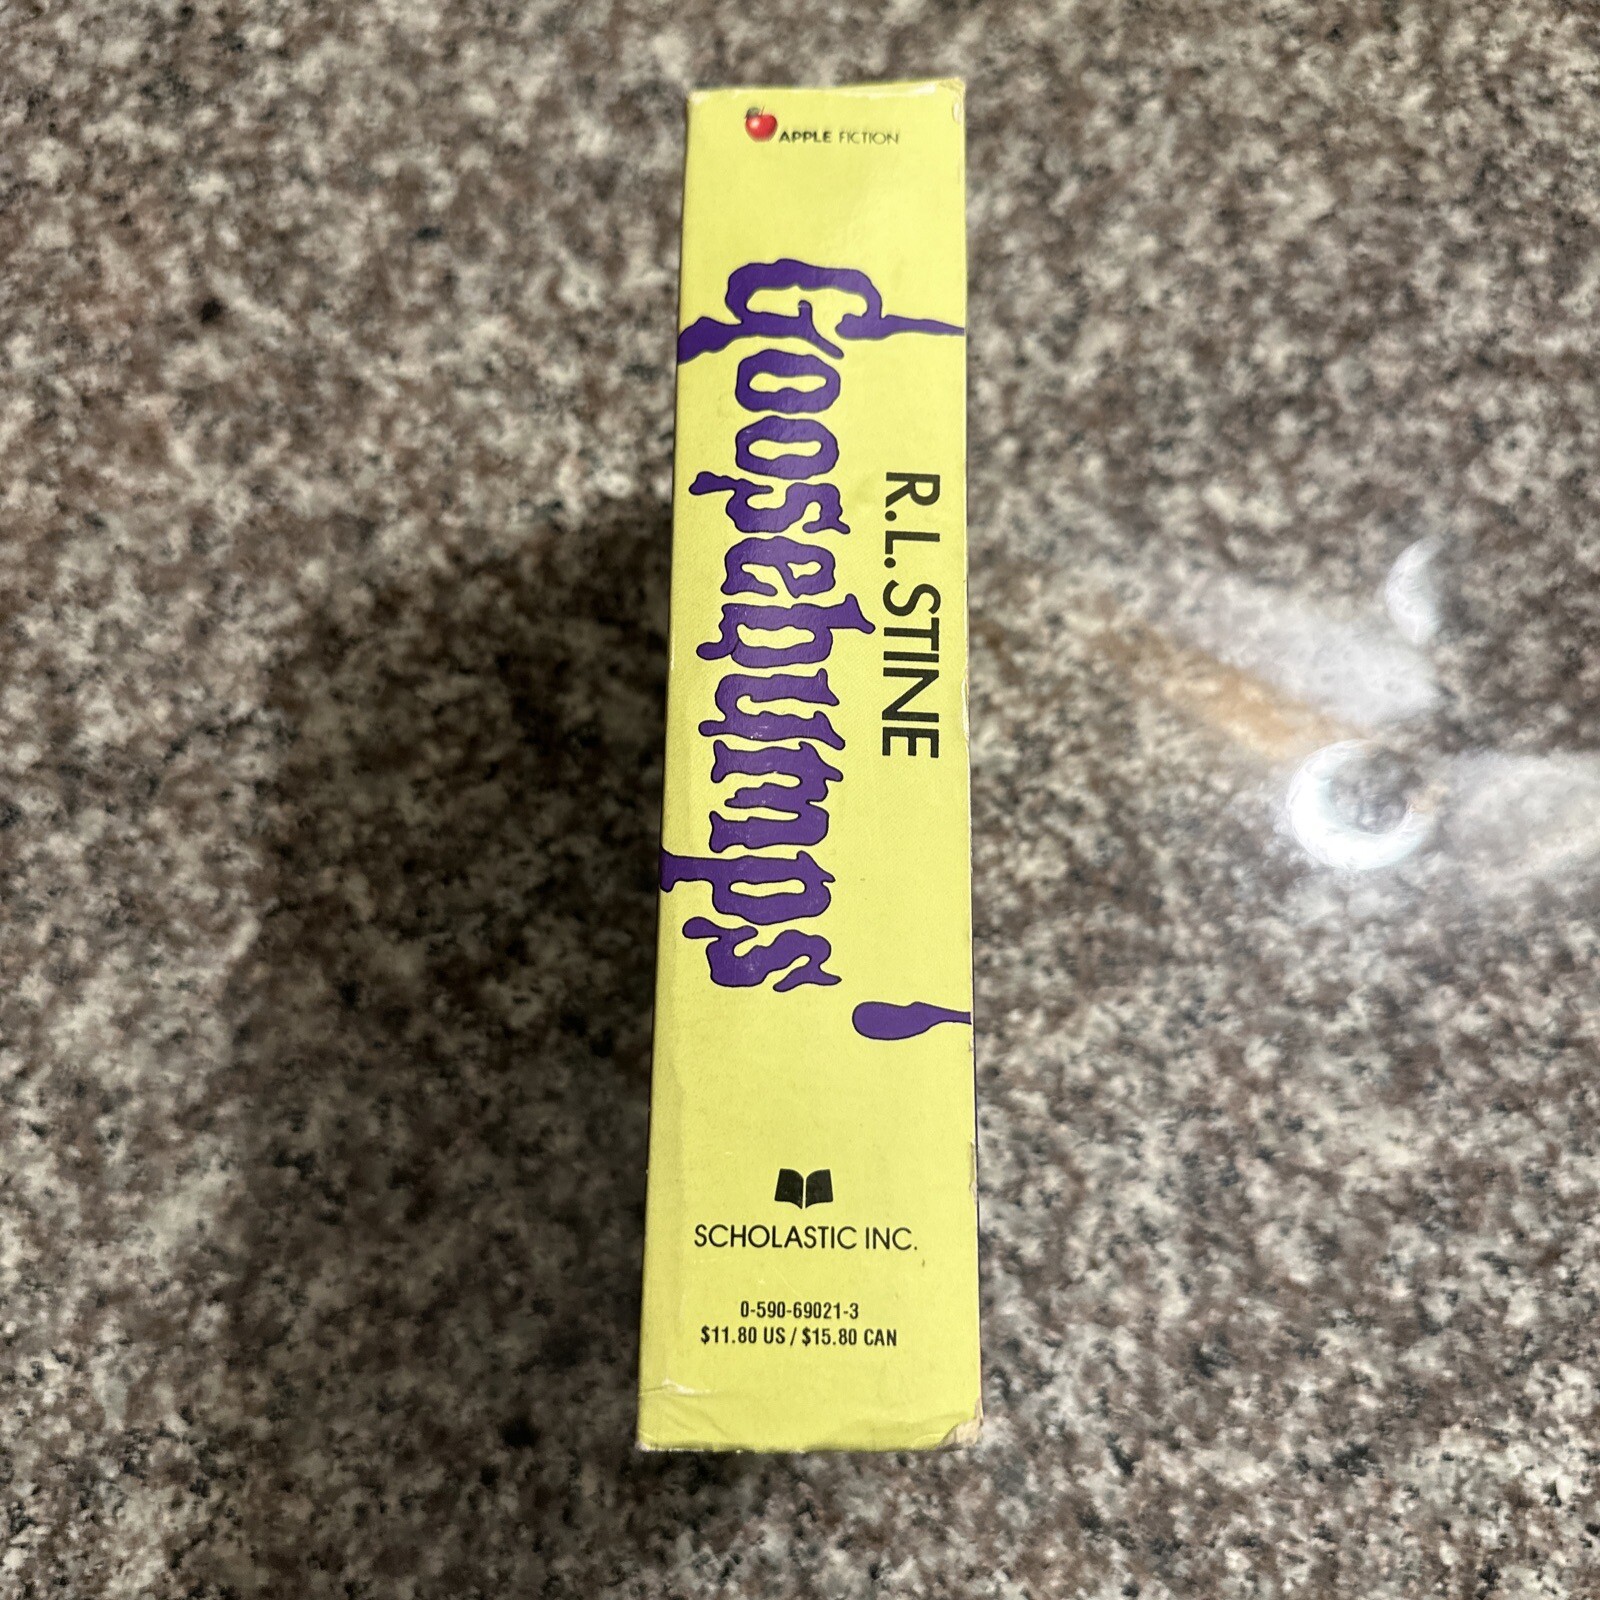 APPLE FICTION
R.L. STINE
Goosebumps
SCHOLASTIC INC.
0-590-69021-3
$11.80 US / $15.80 CAN